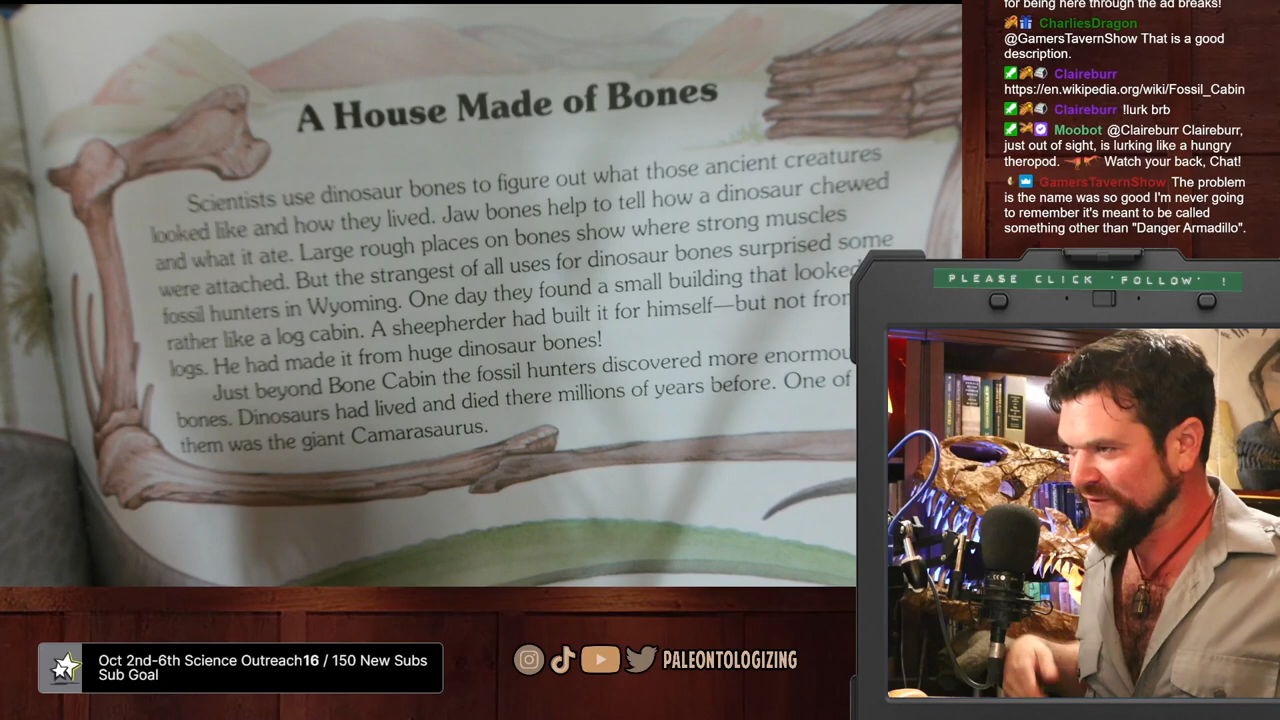 A House Made of Bones
Scientists use dinosaur bones to figure out what those ancient creatures
looked like and how they lived. Jaw bones help to tell how a dinosaur chewed
and what it ate. Large rough places on bones show where strong muscles
were attached. But the strangest of all uses for dinosaur bones surprised some
fossil hunters in Wyoming. One day they found a small building that looked
rather like a log cabin. A sheepherder had built it for himself—but not from
logs. He had made it from huge dinosaur bones!
Just beyond Bone Cabin the fossil hunters discovered more enormou
bones. Dinosaurs had lived and died there millions of years before. One of
them was the giant Camarasaurus.
for being here through the ad breaks!
CharliesDragon
@GamersTavernShow That is a good
description.
Claireburr
https://en.wikipedia.org/wiki/Fossil_Cabin
Claireburr !lurk brb
Moobot @Claireburr Claireburr,
just out of sight, is lurking like a hungry
theropod. Watch your back, Chat!
GamersTavernShow The problem
is the name was so good I'm never going
to remember it's meant to be called
something other than "Danger Armadillo".
PLEASE CLICK 'FOLLOW' !
Oct 2nd-6th Science Outreach 16 / 150 New Subs
Sub Goal
PALEONTOLOGIZING